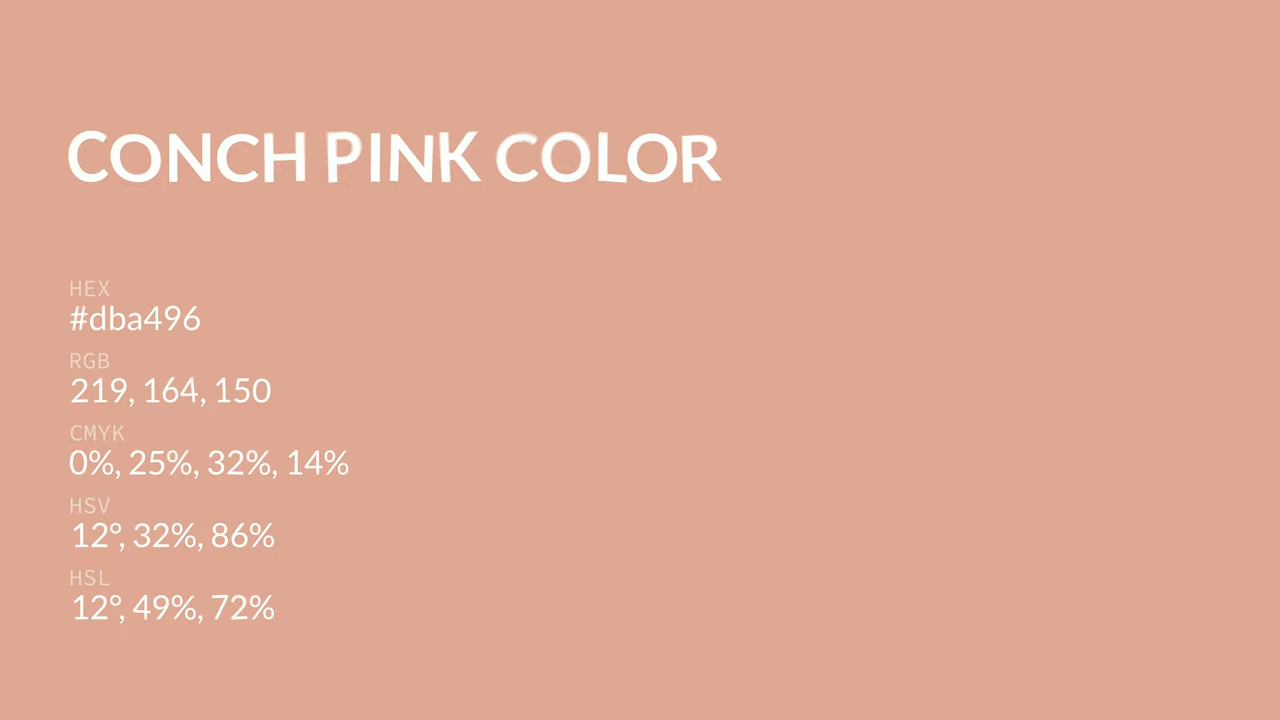 CONCH PINK COLOR
HEX
#dba496
RGB
219, 164, 150
CMYK
0%, 25%, 32%, 14%
HSV
12°, 32%, 86%
HSL
12°, 49%, 72%